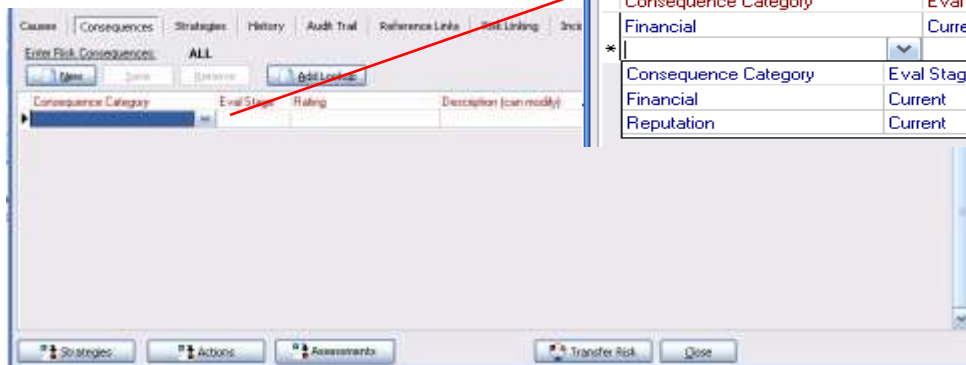 Causes Consequences Strategies History Audit Trail Reference Links Risk Linking Inci
Enter Risk Consequences: ALL
New Save Remove Add Lookup
Consequence Category Eval Stage Rating Description (can modify)
Consequence Category Eval
Financial Curre
*
Consequence Category Eval Stag
Financial Current
Reputation Current
Strategies Actions Assessments Transfer Risk Close